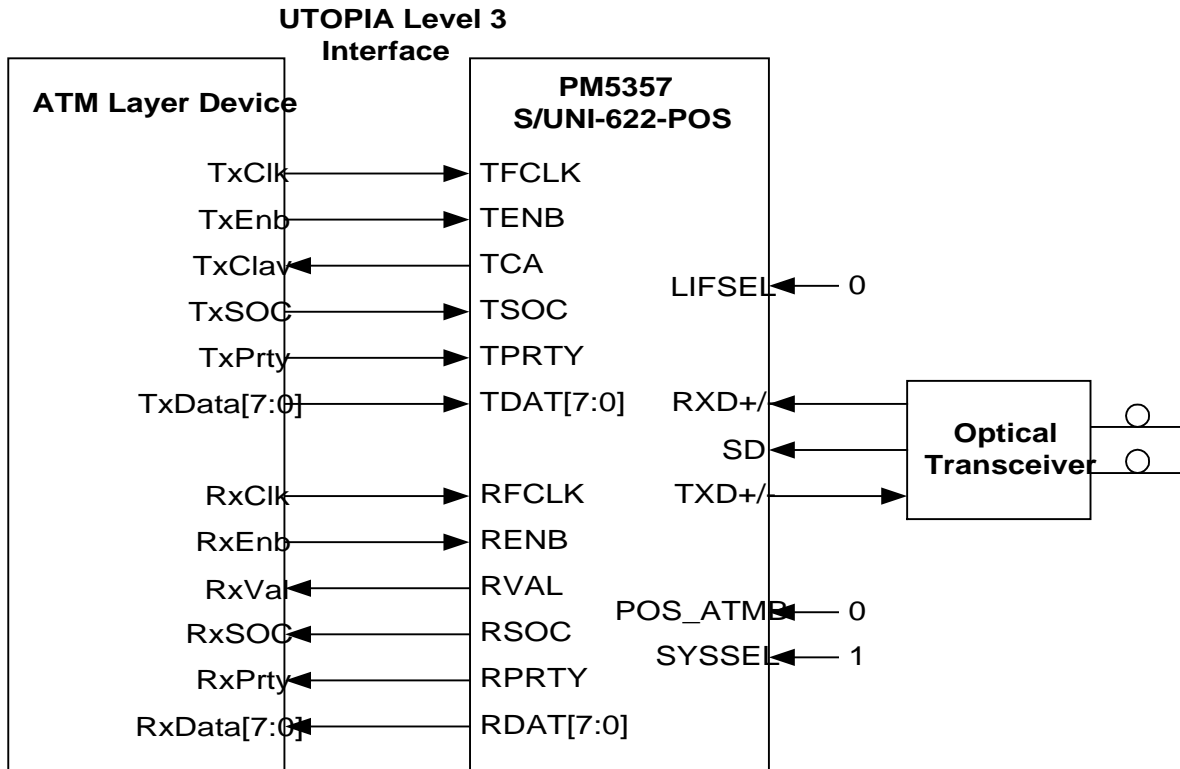 UTOPIA Level 3
Interface
ATM Layer Device
PM5357
S/UNI-622-POS
TxClk TFCLK
TxEnb TENB
TxClav TCA
LIFSEL 0
TxSOC TSOC
TxPrty TPRTY
TxData[7:0] TDAT[7:0] RXD+/
Optical
Transceiver
SD
RxClk RFCLK TXD+/-
RxEnb RENB
RxVal RVAL
POS_ATMB 0
RxSOC RSOC
SYSSEL 1
RxPrty RPRTY
RxData[7:0] RDAT[7:0]